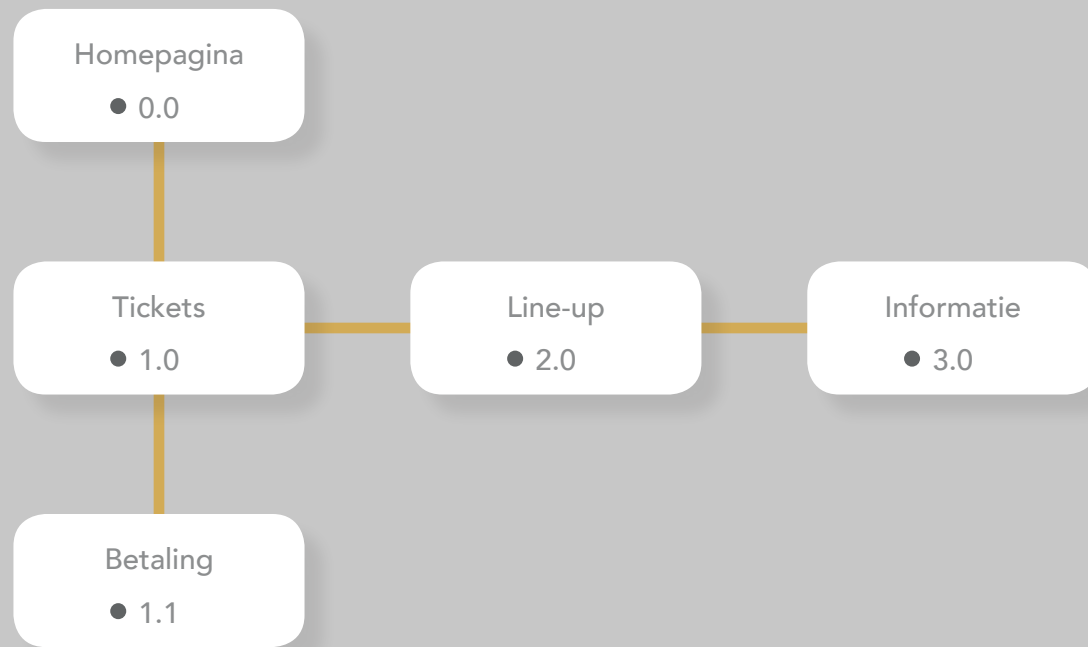 Homepagina
● 0.0
Tickets
● 1.0
Line-up
● 2.0
Informatie
● 3.0
Betaling
● 1.1